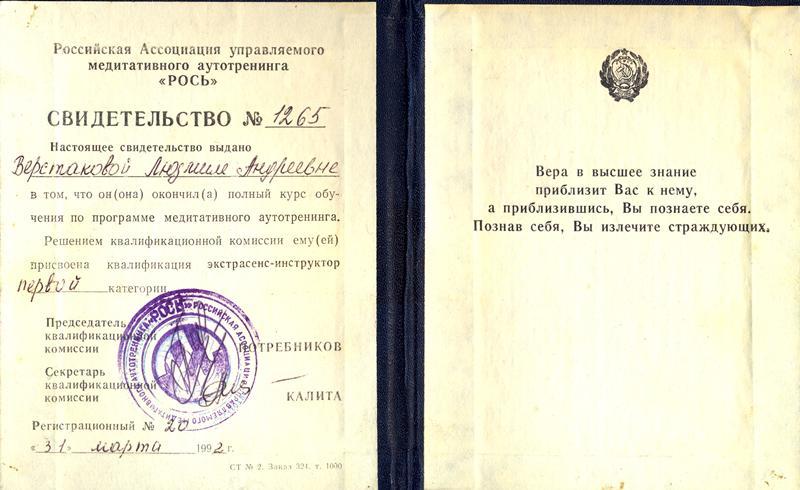 Российская Ассоциация управляемого
медитативного аутотренинга
«РОСЬ»
СВИДЕТЕЛЬСТВО № 1265
Настоящее свидетельство выдано
Верстаковой Людмиле Андреевне
в том, что он(она) окончил(а) полный курс обу-
чения по программе медитативного аутотренинга.
Решением квалификационной комиссии ему(ей)
присвоена квалификация экстрасенс-инструктор
первой категории
Председатель
квалификационной
комиссии ПОТРЕБНИКОВ
Секретарь
квалификационной
комиссии КАЛИТА
Регистрационный № 20
«31» марта 1992 г.
СТ № 2. Заказ 324. т. 1000
«РОСЬ» РОССИЙСКАЯ АССОЦИАЦИЯ УПРАВЛЯЕМОГО МЕДИТАТИВНОГО АУТОТРЕНИНГА
Вера в высшее знание
приблизит Вас к нему,
а приблизившись, Вы познаете себя.
Познав себя, Вы излечите страждующих.